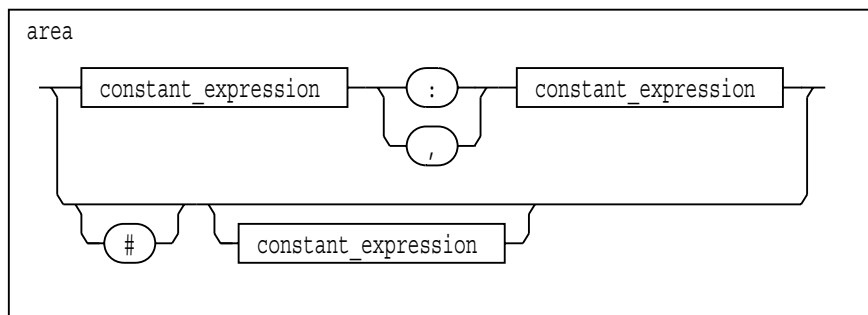 area
constant_expression : constant_expression
,
# constant_expression